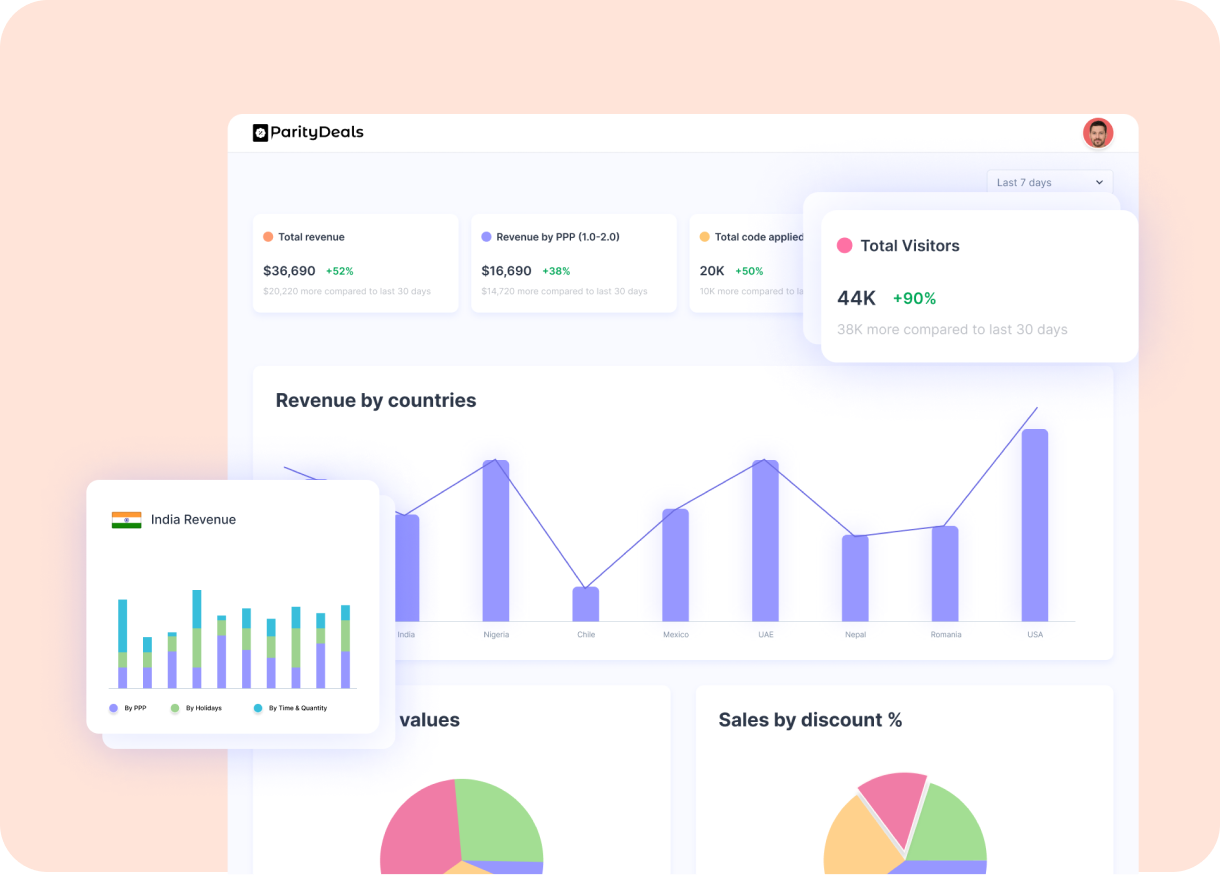 ParityDeals
Last 7 days
Total revenue
$36,690 +52%
$20,220 more compared to last 30 days
Revenue by PPP (1.0-2.0)
$16,690 +38%
$14,720 more compared to last 30 days
Total code applied
20K +50%
10K more compared to
Total Visitors
44K +90%
38K more compared to last 30 days
Revenue by countries
India Nigeria Chile Mexico UAE Nepal Romania USA
India Revenue
By PPP By Holidays By Time & Quantity
values
Sales by discount %